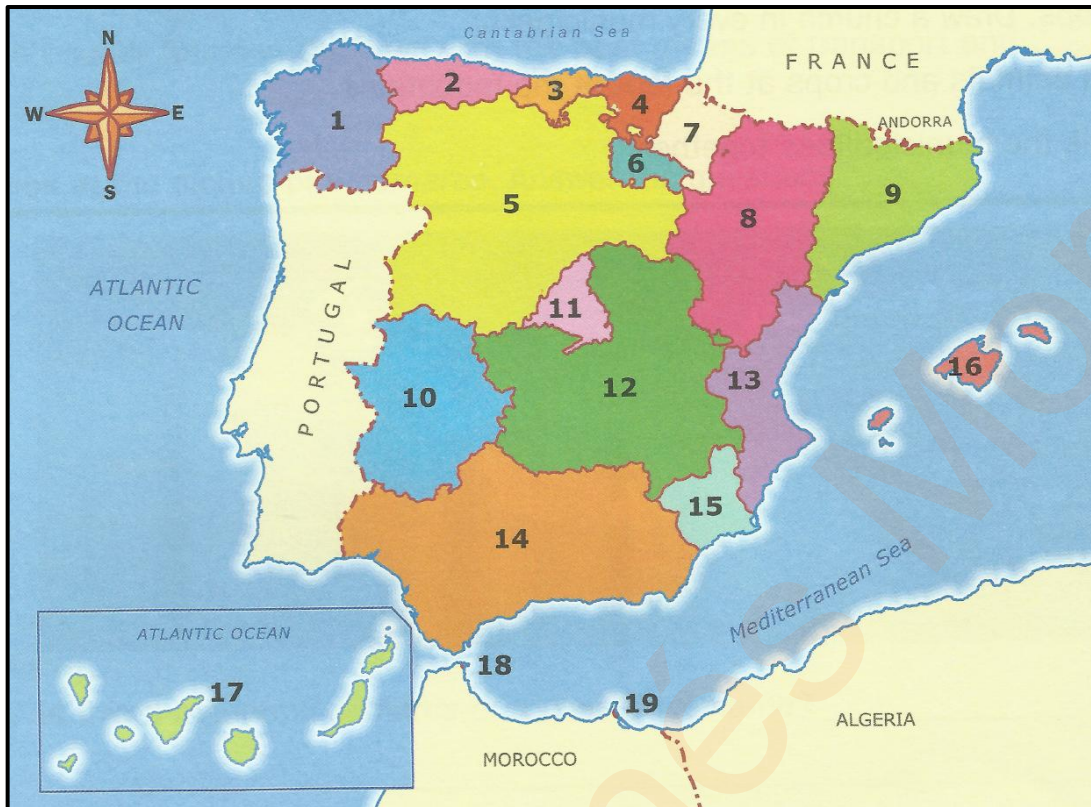 Cantabrian Sea
N
W
E
S
FRANCE
ANDORRA
1
2
3
4
5
6
7
8
9
ATLANTIC
OCEAN
PORTUGAL
10
11
12
13
14
15
16
Mediterranean Sea
ATLANTIC OCEAN
17
18
19
MOROCCO
ALGERIA